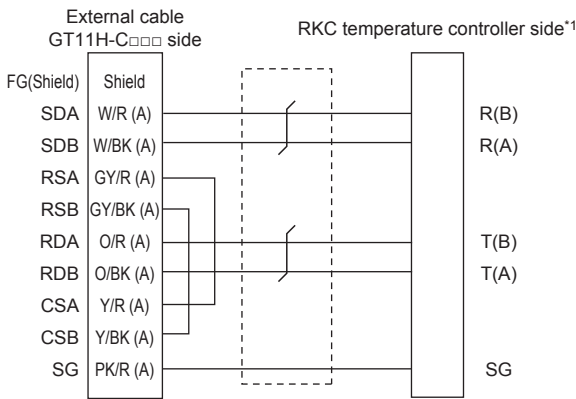 External cable
GT11H-C□□□ side
RKC temperature controller side*1
FG(Shield) Shield
SDA W/R (A) R(B)
SDB W/BK (A) R(A)
RSA GY/R (A)
RSB GY/BK (A)
RDA O/R (A) T(B)
RDB O/BK (A) T(A)
CSA Y/R (A)
CSB Y/BK (A)
SG PK/R (A) SG